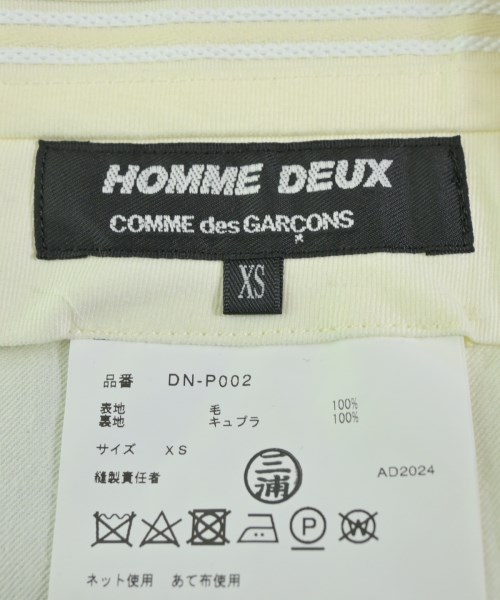 HOMME DEUX
COMME des GARÇONS
XS
品番 DN-P002
表地 毛 100%
裏地 キュプラ 100%
サイズ XS
縫製責任者 三浦 AD2024
P W
ネット使用 あて布使用